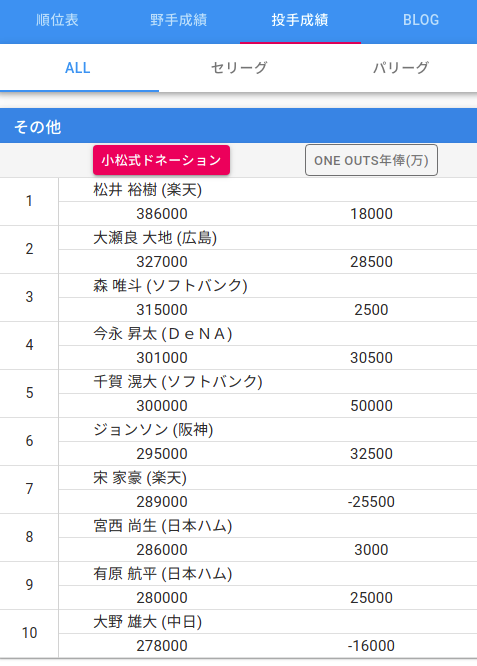 順位表 野手成績 投手成績 BLOG
ALL セリーグ パリーグ
その他
小松式ドネーション ONE OUTS年俸(万)
1 松井 裕樹 (楽天)
386000 18000
2 大瀬良 大地 (広島)
327000 28500
3 森 唯斗 (ソフトバンク)
315000 2500
4 今永 昇太 (ＤｅＮＡ)
301000 30500
5 千賀 滉大 (ソフトバンク)
300000 50000
6 ジョンソン (阪神)
295000 32500
7 宋 家豪 (楽天)
289000 -25500
8 宮西 尚生 (日本ハム)
286000 3000
9 有原 航平 (日本ハム)
280000 25000
10 大野 雄大 (中日)
278000 -16000